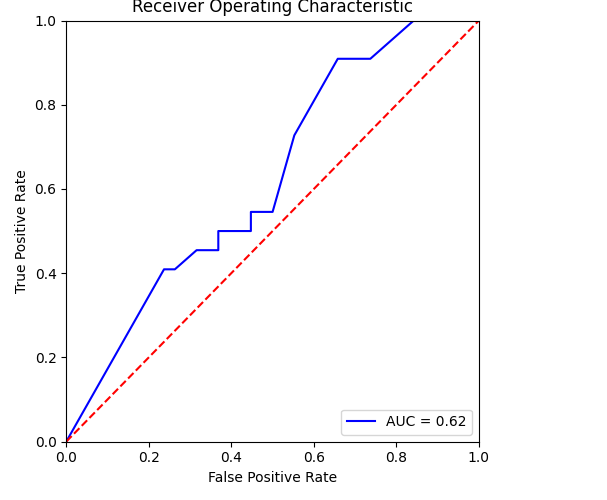 Receiver Operating Characteristic
1.0
0.8
0.6
0.4
0.2
0.0
True Positive Rate
AUC = 0.62
0.0 0.2 0.4 0.6 0.8 1.0
False Positive Rate